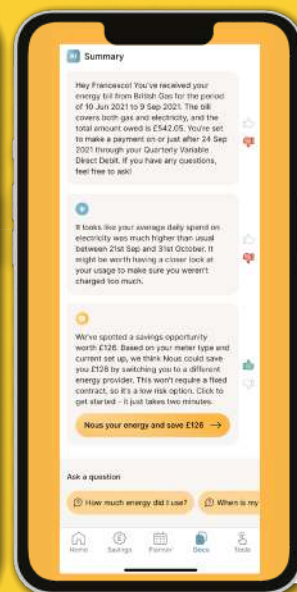 Summary
Hey Francesco! You've received your
energy bill from British Gas for the period
of 10 Jun 2021 to 9 Sep 2021. The bill
covers both gas and electricity, and the
total amount owed is £542.05. You're set
to make a payment on or just after 24 Sep
2021 through your Quarterly Variable
Direct Debit. If you have any questions,
feel free to ask!
It looks like your average daily spend on
electricity was much higher than usual
between 21st Sep and 31st October. It
might be worth having a closer look at
your usage to make sure you weren't
charged too much.
We've spotted a savings opportunity
worth £126. Based on your meter type and
current set up, we think Nous could save
you £126 by switching you to a different
energy provider. This won't require a fixed
contract, so it's a low risk option. Click to
get started - it just takes two minutes.
Nous your energy and save £126 →
Ask a question
How much energy did I use?
When is my
Home
Savings
Planner
Docs
Tools